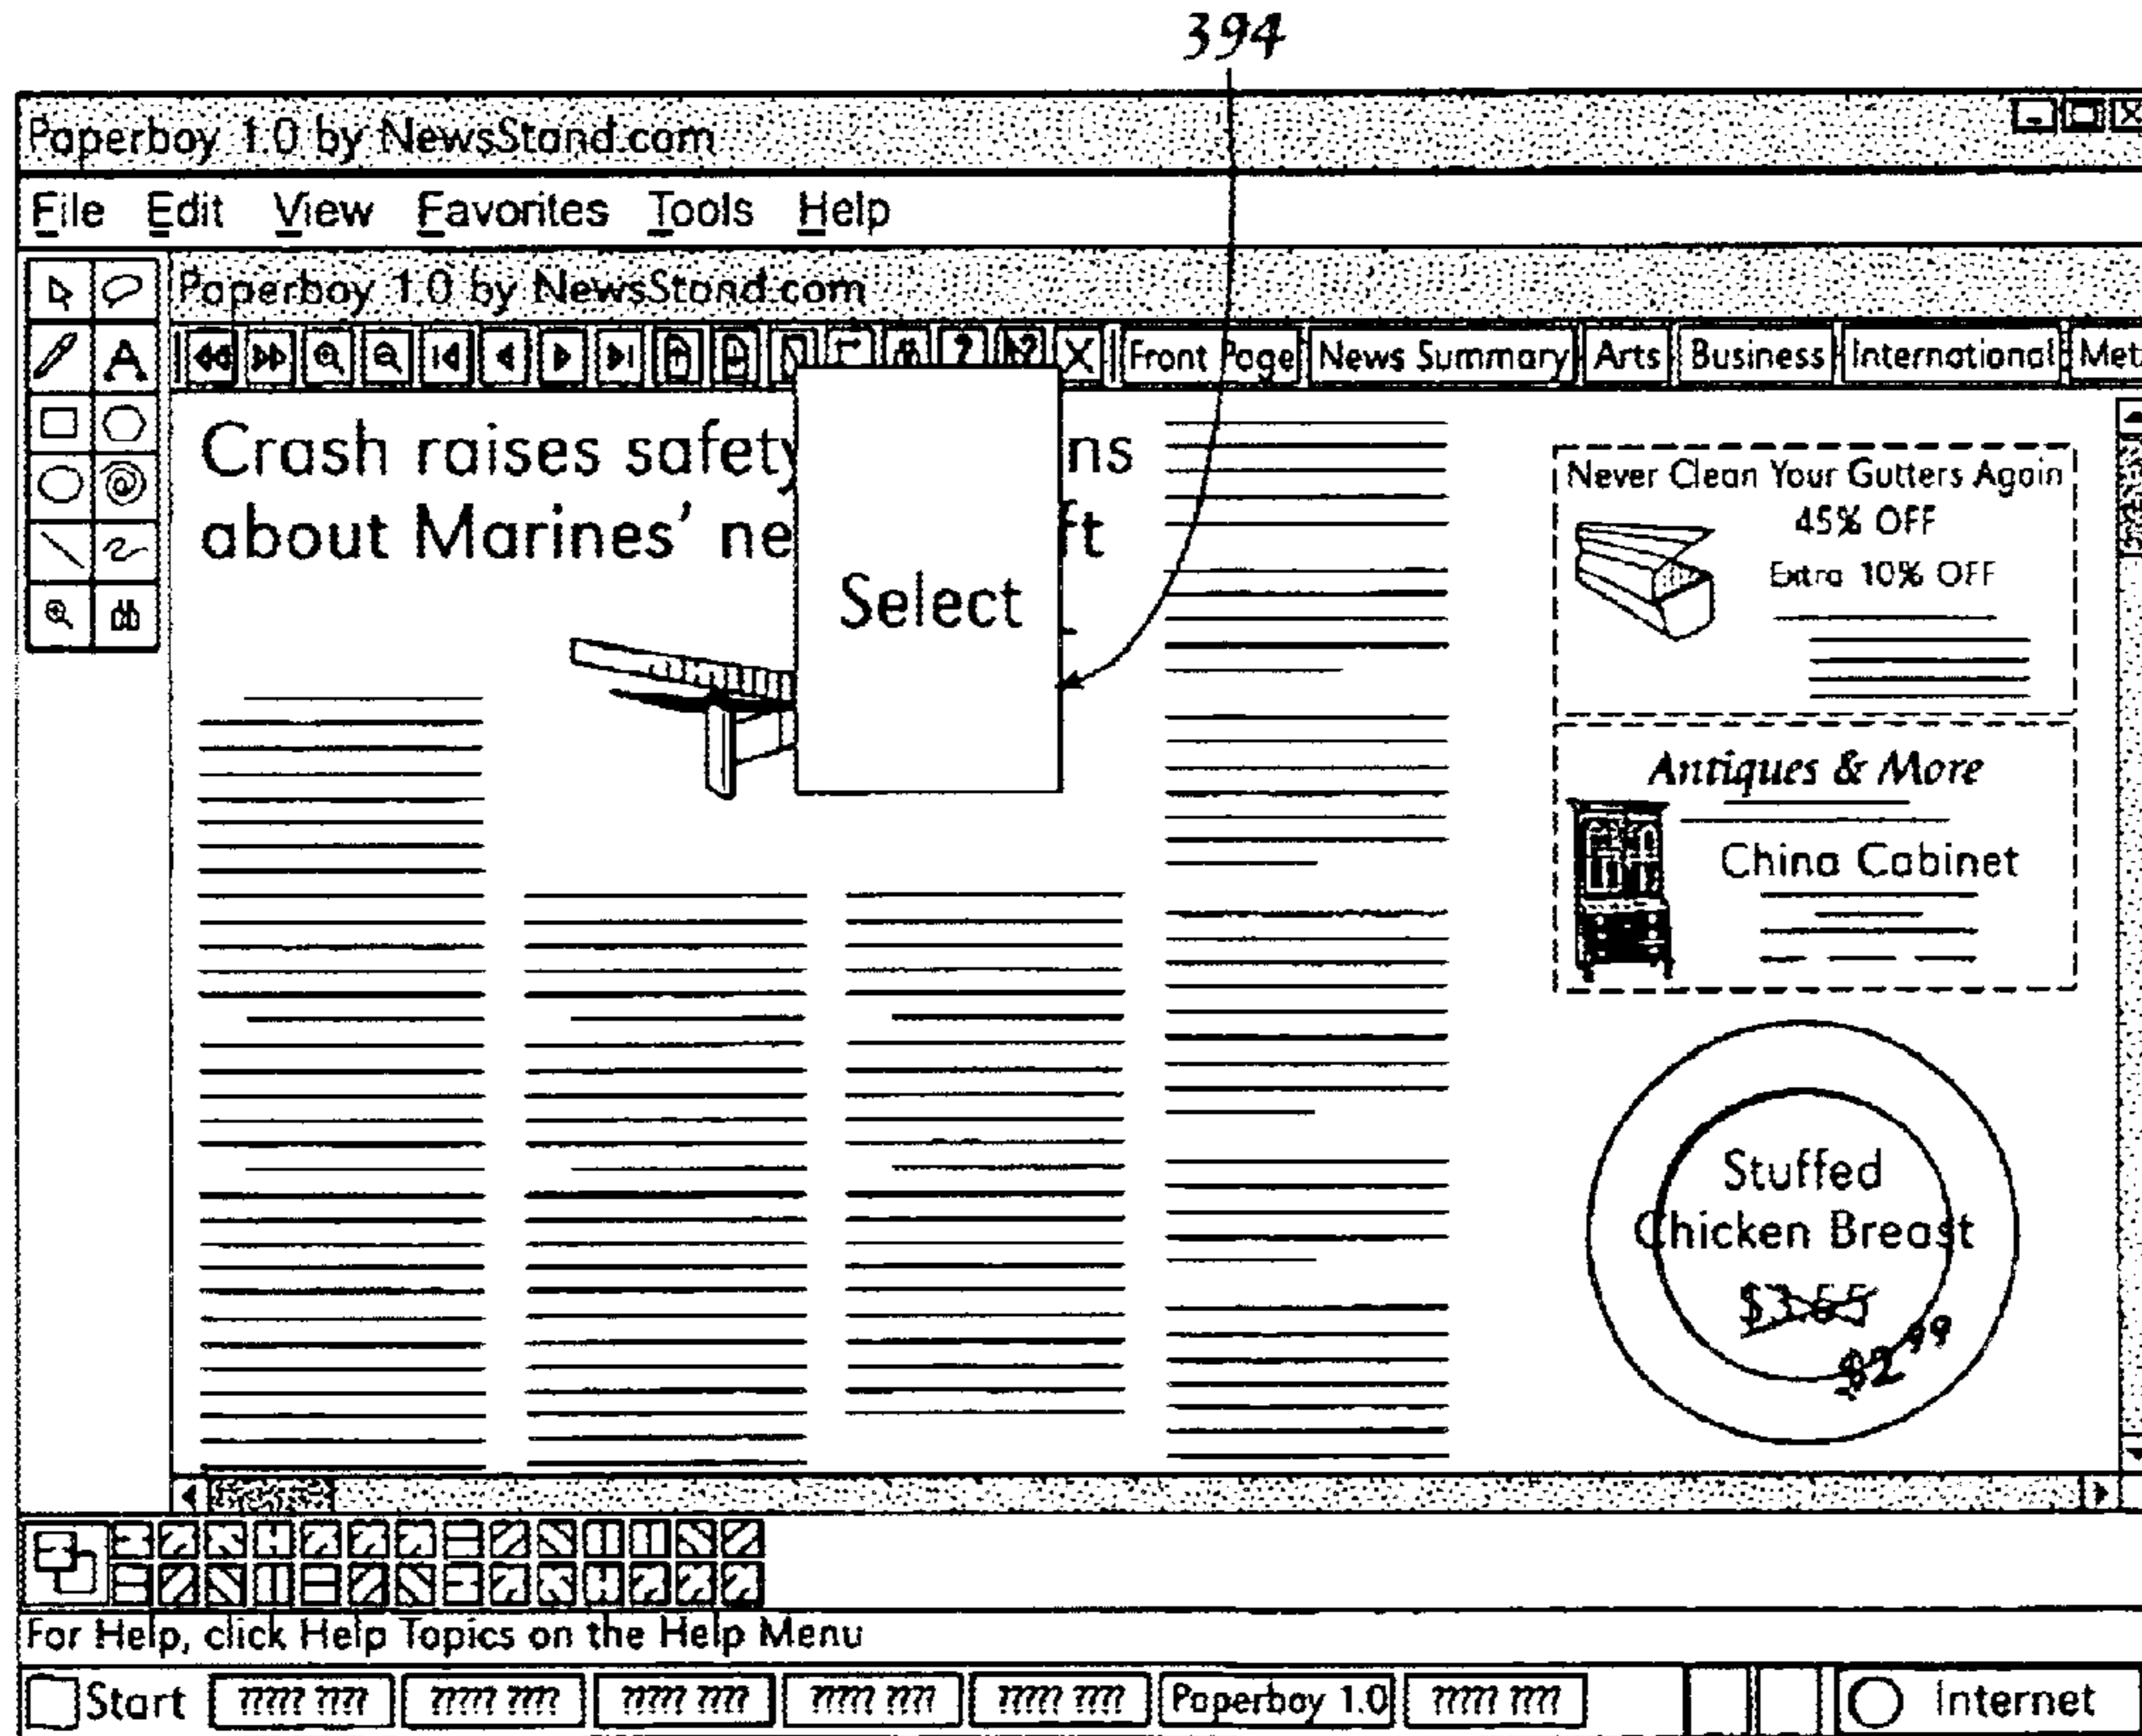 394
Paperboy 1.0 by NewsStand.com
File Edit View Favorites Tools Help
Paperboy 1.0 by NewsStand.com
Front Page News Summary Arts Business International Met
Crash raises safety ns
about Marines' ne ft
Select
Never Clean Your Gutters Again
45% OFF
Extra 10% OFF
Antiques & More
China Cabinet
Stuffed
Chicken Breast
$3.65
$2.99
For Help, click Help Topics on the Help Menu
Start ????? ???? ????? ???? ????? ???? ????? ???? ????? ???? Paperboy 1.0 ????? ???? Internet